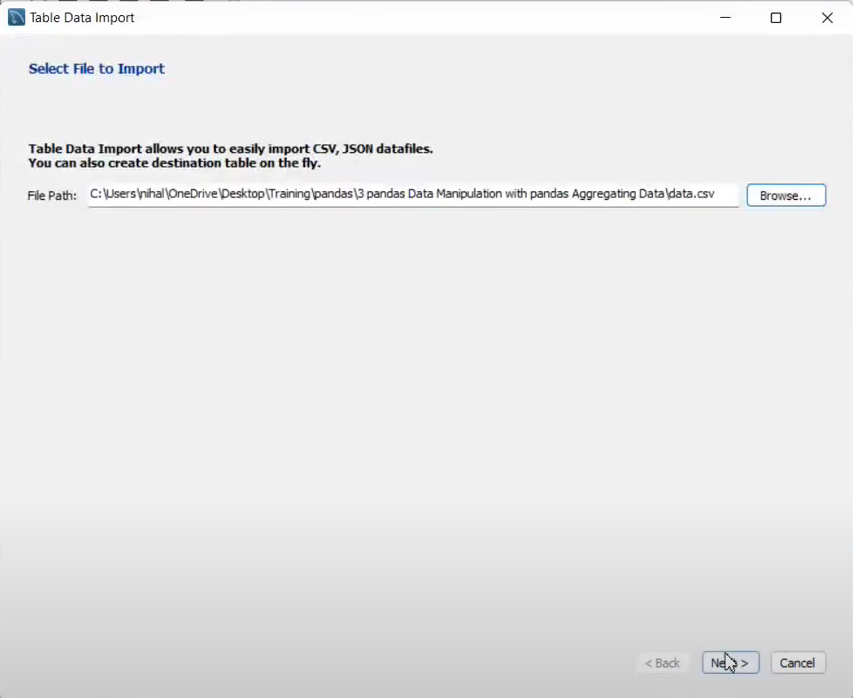 Table Data Import
Select File to Import
Table Data Import allows you to easily import CSV, JSON datafiles.
You can also create destination table on the fly.
File Path: C:\Users\nihal\OneDrive\Desktop\Training\pandas\3 pandas Data Manipulation with pandas Aggregating Data\data.csv Browse...
< Back >
Cancel